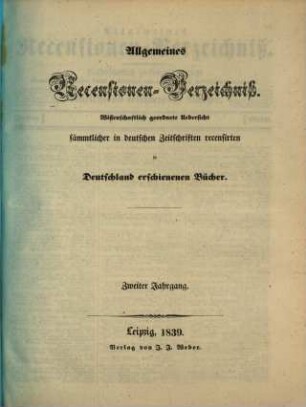 Allgemeines
Recensionen-Verzeichniß.
Wissenschaftlich geordnete Uebersicht
sämmtlicher in deutschen Zeitschriften recensirten
in
Deutschland erschienenen Bücher.
Zweiter Jahrgang.
Leipzig, 1839.
Verlag von J. J. Weber.